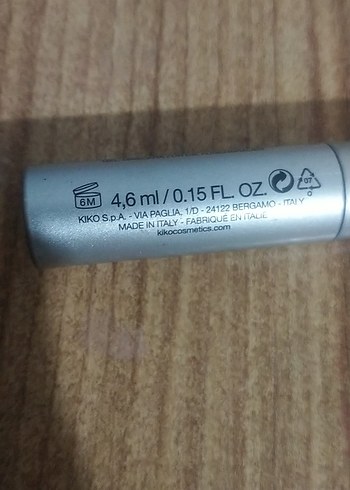 6M 4,6 ml / 0.15 FL. OZ. 07
KIKO S.p.A. - VIA PAGLIA, 1/D - 24122 BERGAMO - ITALY
MADE IN ITALY - FABRIQUÉ EN ITALIE
kikocosmetics.com